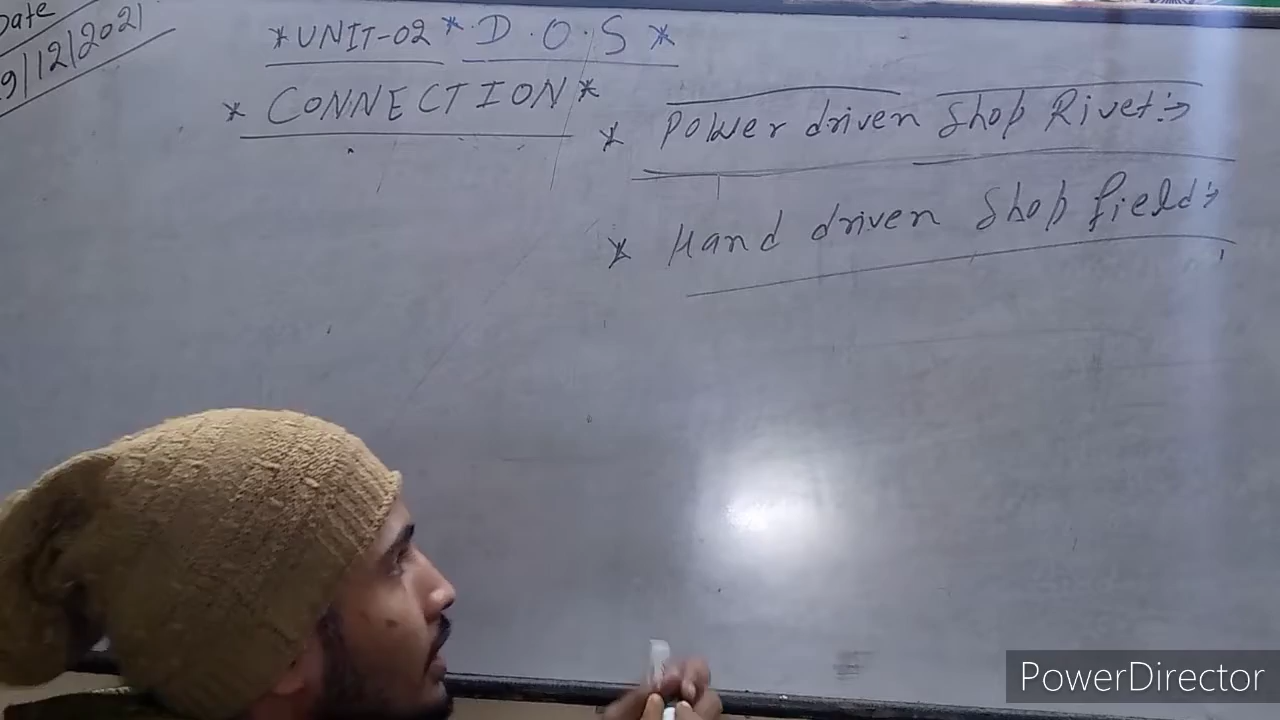 Date
9/12/2021
*UNIT-02 * D.O.S *
* CONNECTION *
* Power driven Shop Rivet:→
* Hand driven Shop field:→
PowerDirector